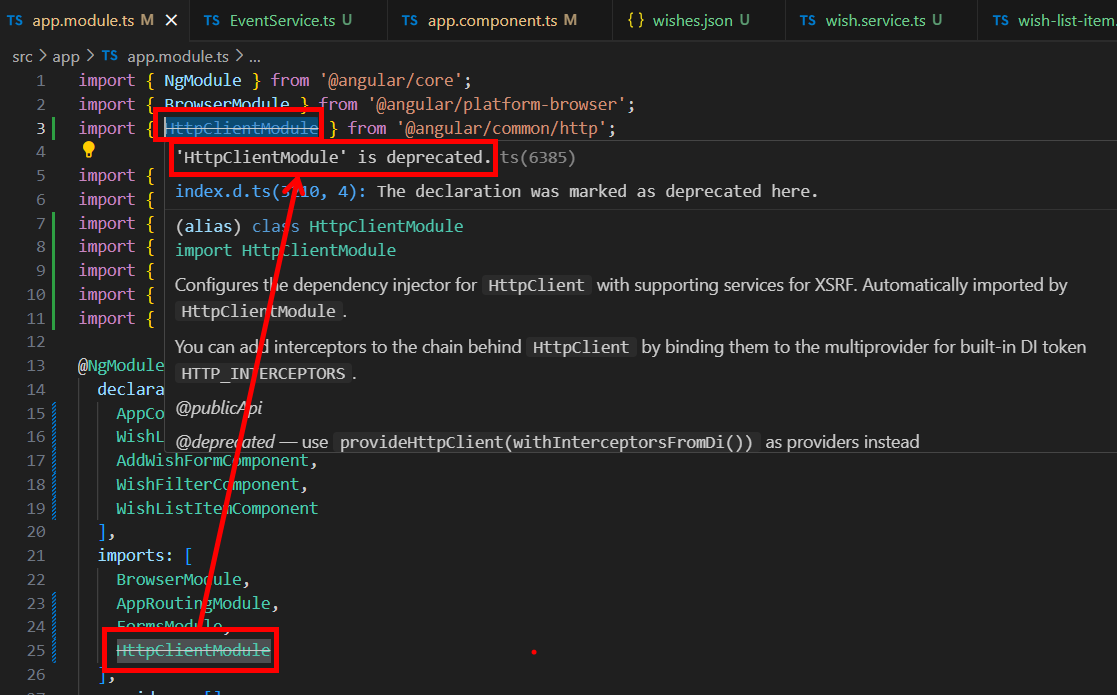 TS app.module.ts M × TS EventService.ts U TS app.component.ts M {} wishes.json U TS wish.service.ts U TS wish-list-item.
src > app > TS app.module.ts > ...
1 import { NgModule } from '@angular/core';
2 import { BrowserModule } from '@angular/platform-browser';
3 import { HttpClientModule } from '@angular/common/http';
4
'HttpClientModule' is deprecated. ts(6385)
5 import {
index.d.ts(3210, 4): The declaration was marked as deprecated here.
6 import {
7 import {
(alias) class HttpClientModule
8 import {
import HttpClientModule
9 import {
Configures the dependency injector for HttpClient with supporting services for XSRF. Automatically imported by
10 import {
HttpClientModule .
11 import {
12
You can add interceptors to the chain behind HttpClient by binding them to the multiprovider for built-in DI token
13 @NgModule
HTTP_INTERCEPTORS .
14 declara
15 AppCo
@publicApi
16 WishL
@deprecated — use provideHttpClient(withInterceptorsFromDi()) as providers instead
17 AddWishFormComponent,
18 WishFilterComponent,
19 WishListItemComponent
20 ],
21 imports: [
22 BrowserModule,
23 AppRoutingModule,
24 FormsModule,
25 HttpClientModule
26 ],